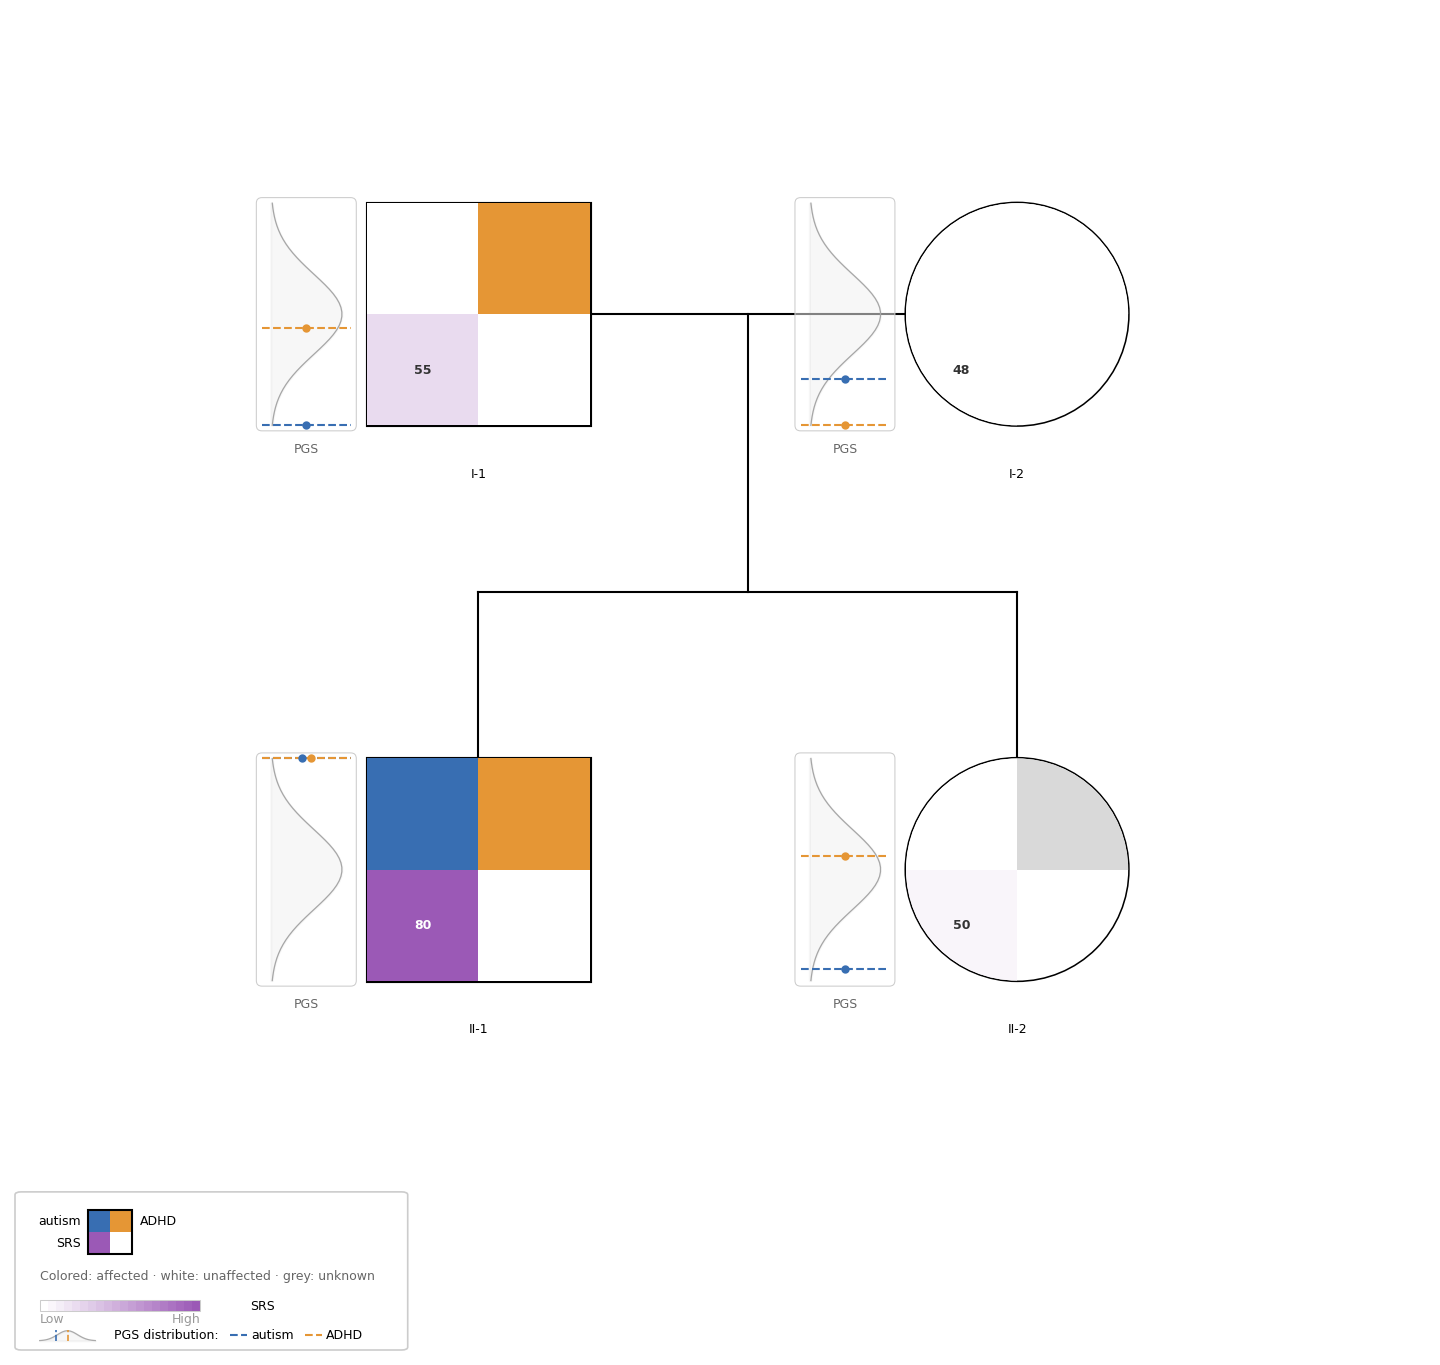 55
48
PGS
PGS
I-1
I-2
80
50
PGS
PGS
II-1
II-2
autism
ADHD
SRS
Colored: affected · white: unaffected · grey: unknown
SRS
Low
High
PGS distribution:
autism
ADHD